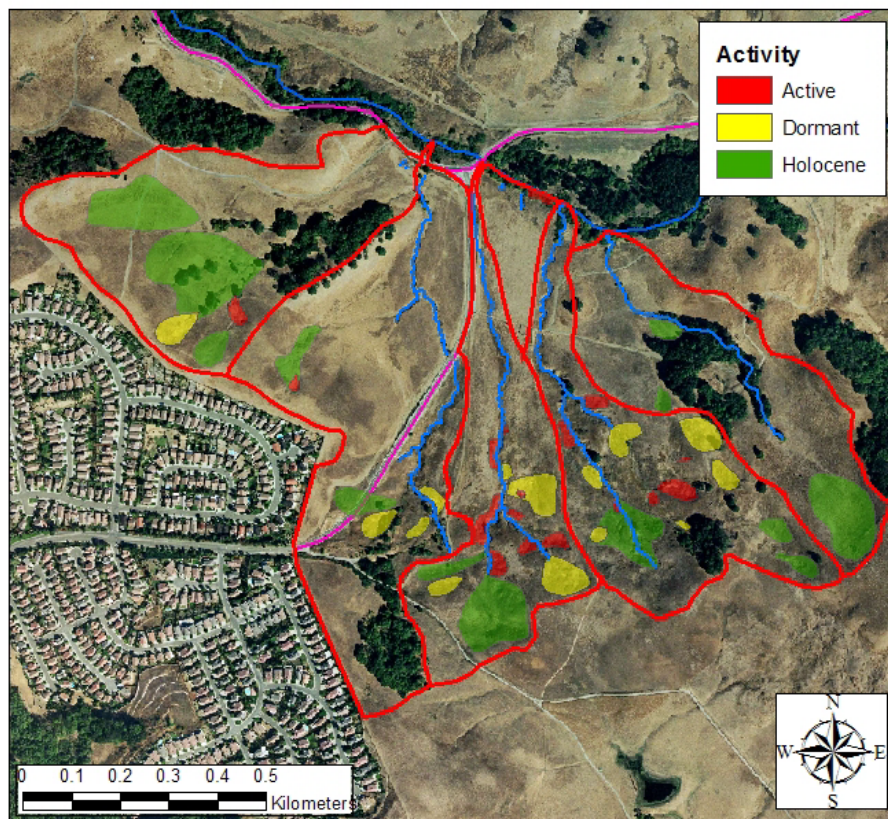 Activity
Active
Dormant
Holocene
N
W E
S
0 0.1 0.2 0.3 0.4 0.5
Kilometers